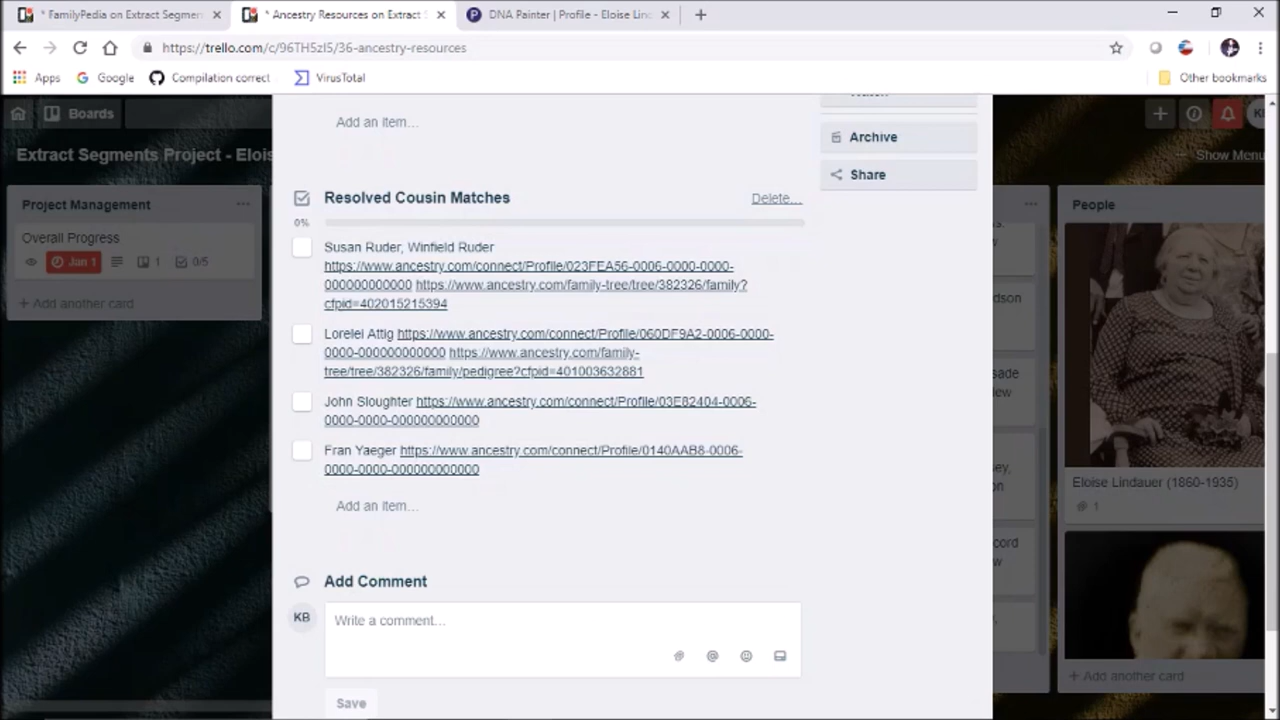 * FamilyPedia on Extract Segmen
* Ancestry Resources on Extract S
DNA Painter | Profile - Eloise Lind
https://trello.com/c/96TH5zI5/36-ancestry-resources
Apps Google Compilation correct VirusTotal Other bookmarks
Boards
KB
Extract Segments Project - Elois
Show Menu
Project Management
Overall Progress
Jan 1 1 0/5
+ Add another card
Add an item...
Archive
Share
Resolved Cousin Matches
Delete...
0%
Susan Ruder, Winfield Ruder
https://www.ancestry.com/connect/Profile/023FEA56-0006-0000-0000-
000000000000 https://www.ancestry.com/family-tree/tree/382326/family?
cfpid=402015215394
Lorelei Attig https://www.ancestry.com/connect/Profile/060DF9A2-0006-0000-
0000-000000000000 https://www.ancestry.com/family-
tree/tree/382326/family/pedigree?cfpid=401003632881
John Sloughter https://www.ancestry.com/connect/Profile/03E82404-0006-
0000-0000-000000000000
Fran Yaeger https://www.ancestry.com/connect/Profile/0140AAB8-0006-
0000-0000-000000000000
Add an item...
Add Comment
KB
Write a comment...
Save
People
Eloise Lindauer (1860-1935)
1
+ Add another card